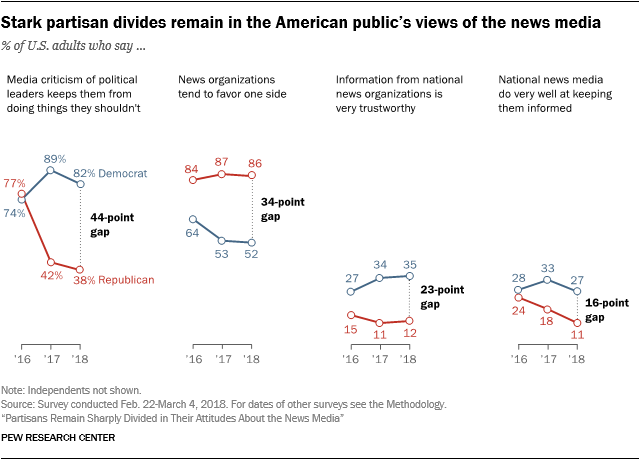 Stark partisan divides remain in the American public's views of the news media
% of U.S. adults who say ...
Media criticism of political
leaders keeps them from
doing things they shouldn't
77%
74%
89%
82% Democrat
42%
38% Republican
44-point
gap
'16 '17 '18
News organizations
tend to favor one side
84
87
86
64
53
52
34-point
gap
'16 '17 '18
Information from national
news organizations is
very trustworthy
27
34
35
15
11
12
23-point
gap
'16 '17 '18
National news media
do very well at keeping
them informed
28
33
27
24
18
11
16-point
gap
'16 '17 '18
Note: Independents not shown.
Source: Survey conducted Feb. 22-March 4, 2018. For dates of other surveys see the Methodology.
"Partisans Remain Sharply Divided in Their Attitudes About the News Media"
PEW RESEARCH CENTER